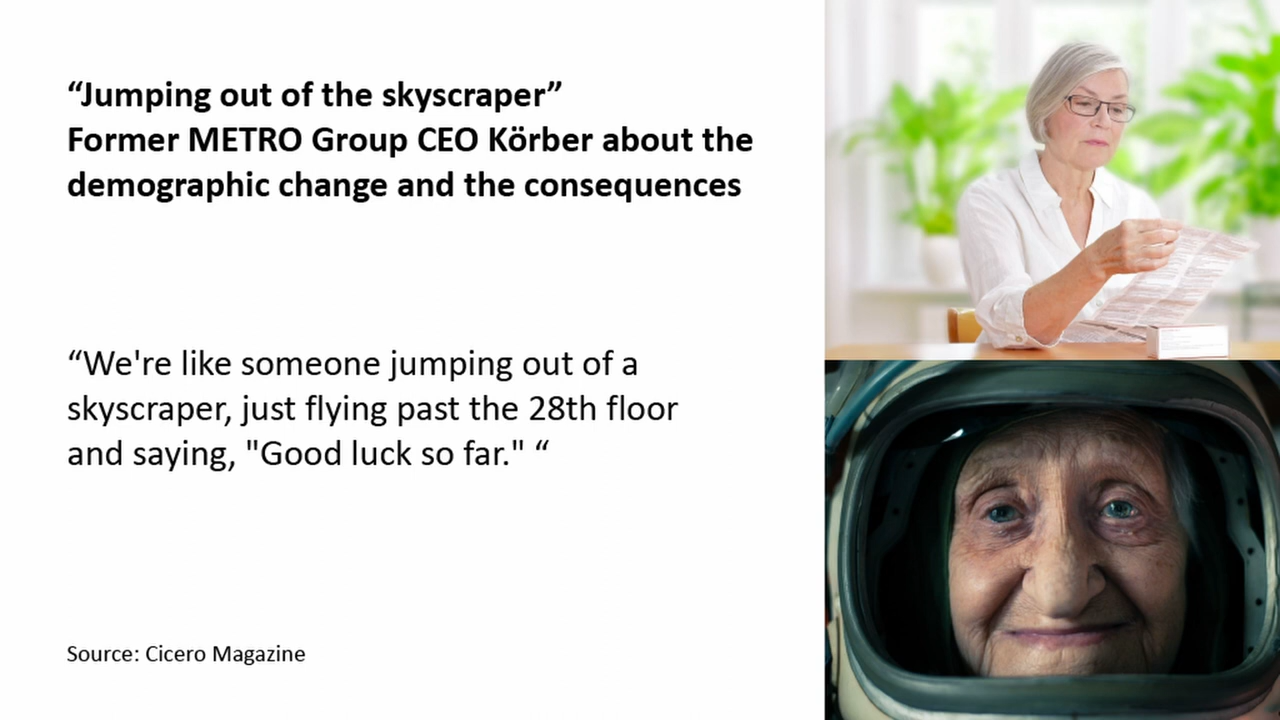 “Jumping out of the skyscraper”
Former METRO Group CEO Körber about the
demographic change and the consequences
“We're like someone jumping out of a
skyscraper, just flying past the 28th floor
and saying, "Good luck so far." “
Source: Cicero Magazine